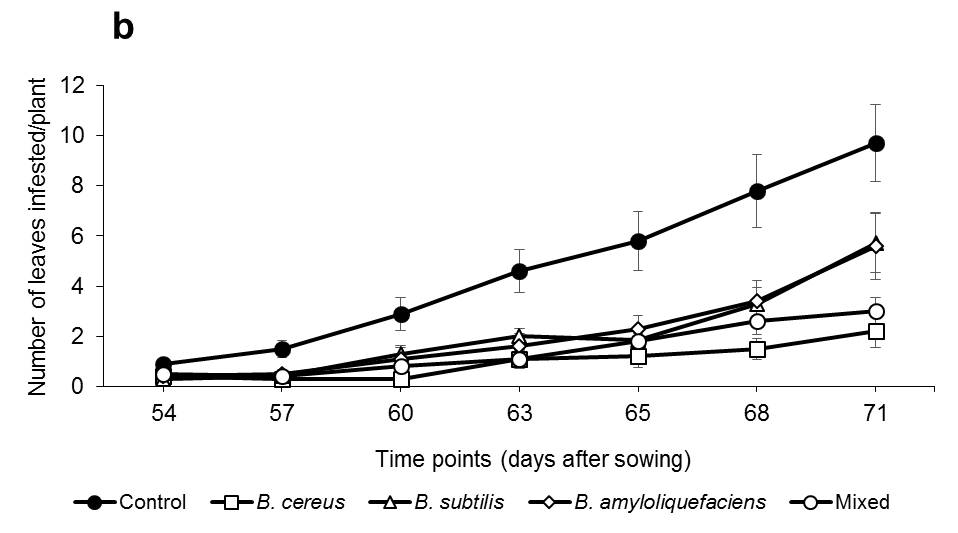 b
Number of leaves infested/plant
12
10
8
6
4
2
0
54 57 60 63 65 68 71
Time points (days after sowing)
Control B. cereus B. subtilis B. amyloliquefaciens Mixed